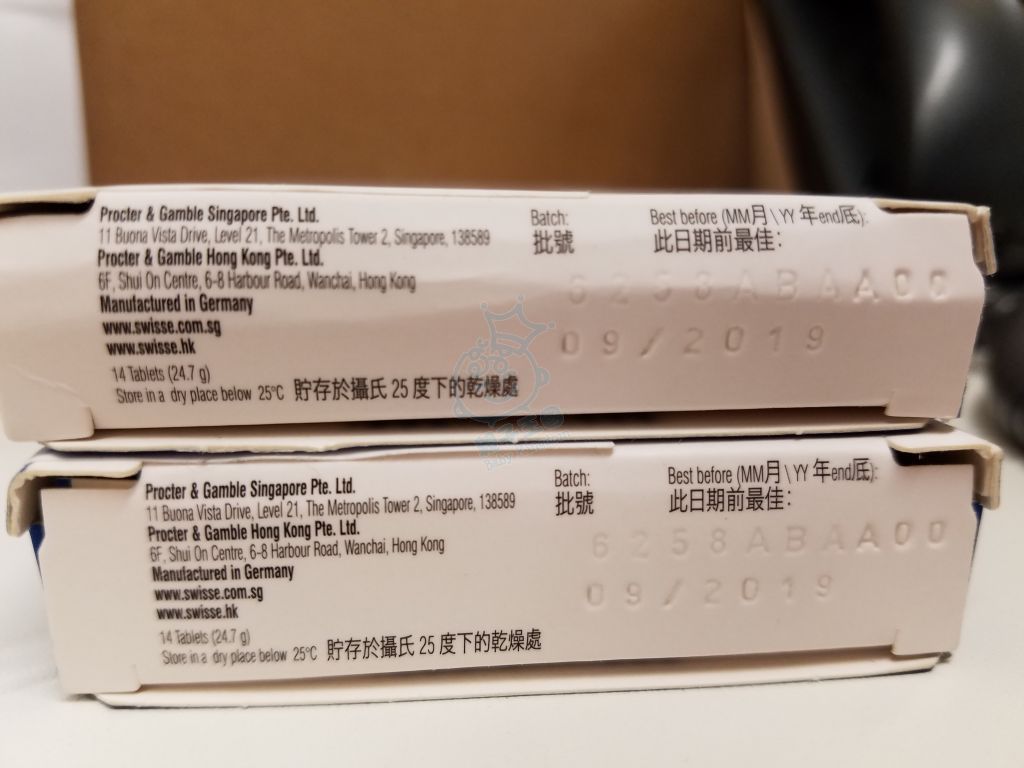 Procter & Gamble Singapore Pte. Ltd.
11 Buona Vista Drive, Level 21, The Metropolis Tower 2, Singapore, 138589
Procter & Gamble Hong Kong Pte. Ltd.
6F, Shui On Centre, 6-8 Harbour Road, Wanchai, Hong Kong
Manufactured in Germany
www.swisse.com.sg
www.swisse.hk
14 Tablets (24.7 g)
Store in a dry place below 25°C 貯存於攝氏 25 度下的乾燥處
Batch:
批號
Best before (MM月 \ YY 年end/底):
此日期前最佳：
6258ABAAA00
09/2019
Procter & Gamble Singapore Pte. Ltd.
11 Buona Vista Drive, Level 21, The Metropolis Tower 2, Singapore, 138589
Procter & Gamble Hong Kong Pte. Ltd.
6F, Shui On Centre, 6-8 Harbour Road, Wanchai, Hong Kong
Manufactured in Germany
www.swisse.com.sg
www.swisse.hk
14 Tablets (24.7 g)
Store in a dry place below 25°C 貯存於攝氏 25 度下的乾燥處
Batch:
批號
Best before (MM月 \ YY 年end/底):
此日期前最佳：
6258ABAAA00
09/2019